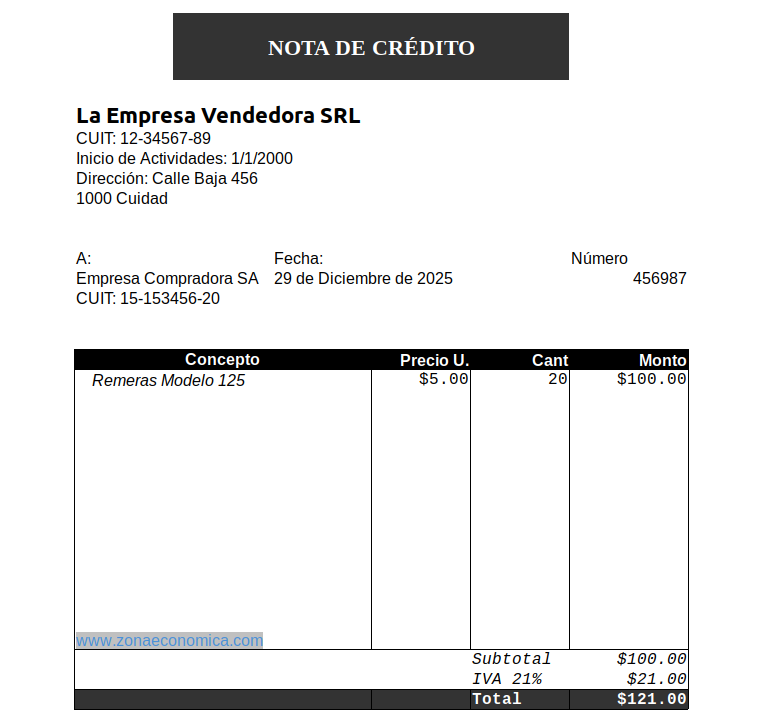 NOTA DE CRÉDITO
La Empresa Vendedora SRL
CUIT: 12-34567-89
Inicio de Actividades: 1/1/2000
Dirección: Calle Baja 456
1000 Cuidad
A: Fecha: Número
Empresa Compradora SA 29 de Diciembre de 2025 456987
CUIT: 15-153456-20
Concepto Precio U. Cant Monto
Remeras Modelo 125 $5.00 20 $100.00
www.zonaeconomica.com
Subtotal $100.00
IVA 21% $21.00
Total $121.00